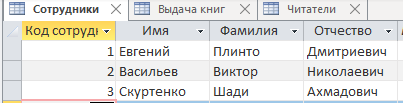 Сотрудники Выдача книг Читатели
Код сотрудн Имя Фамилия Отчество
1 Евгений Плинто Дмитриевич
2 Васильев Виктор Николаевич
3 Скуртенко Шади Ахмадович